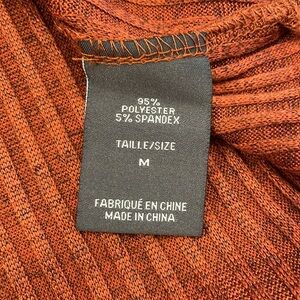 95%
POLYESTER
5% SPANDEX
TAILLE/SIZE
M
FABRIQUÉ EN CHINE
MADE IN CHINA